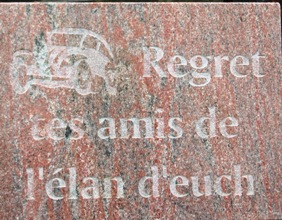 Regret
tes amis de
l'élan d'euch